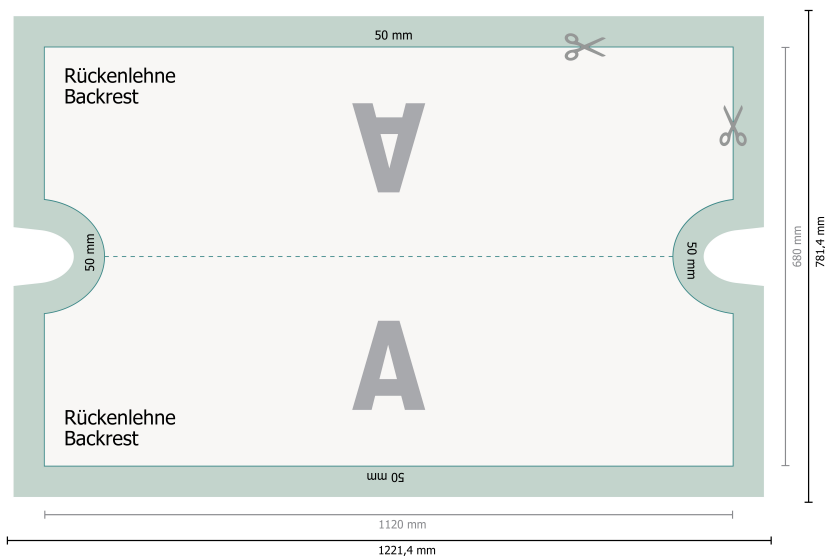 50 mm
Rückenlehne
Backrest
A
50 mm
50 mm
680 mm
781,4 mm
A
Rückenlehne
Backrest
50 mm
1120 mm
1221,4 mm